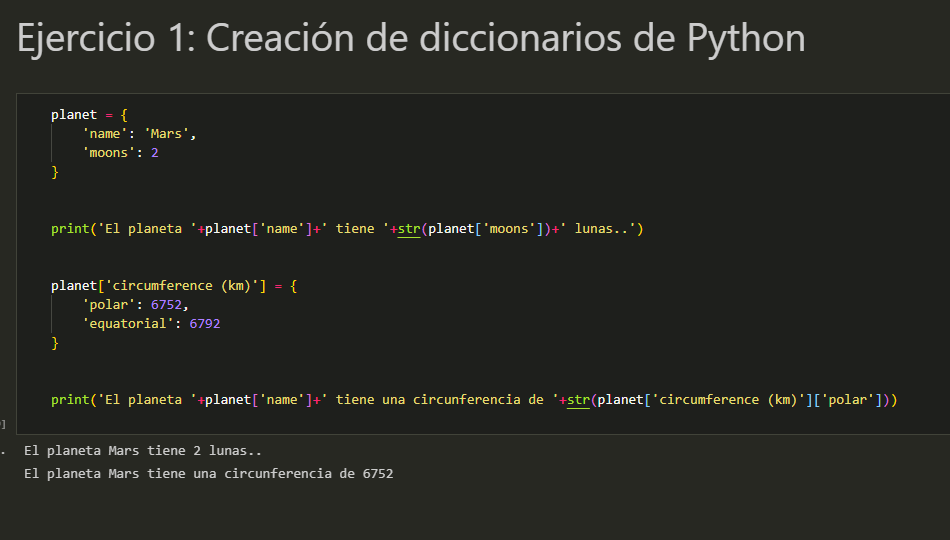 Ejercicio 1: Creación de diccionarios de Python
planet = {
'name': 'Mars',
'moons': 2
}
print('El planeta '+planet['name']+' tiene '+str(planet['moons'])+' lunas..')
planet['circumference (km)'] = {
'polar': 6752,
'equatorial': 6792
}
print('El planeta '+planet['name']+' tiene una circunferencia de '+str(planet['circumference (km)']['polar']))
El planeta Mars tiene 2 lunas..
El planeta Mars tiene una circunferencia de 6752